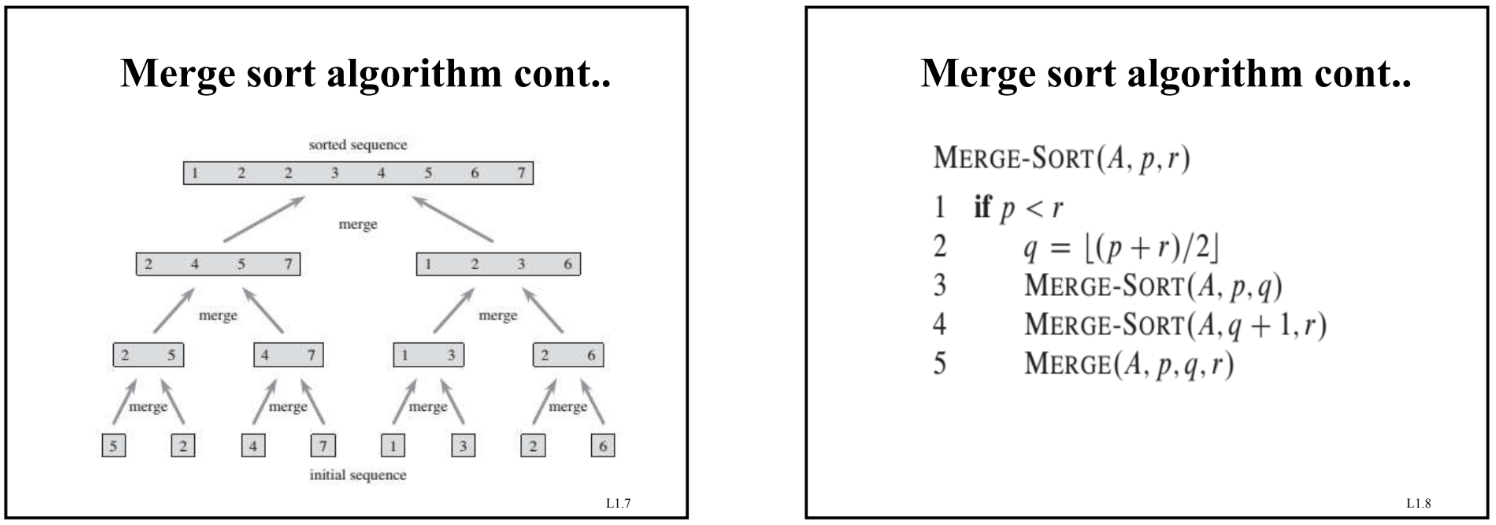 Merge sort algorithm cont..
sorted sequence
1 2 2 3 4 5 6 7
merge
2 4 5 7 1 2 3 6
merge merge
2 5 4 7 1 3 2 6
merge merge merge merge
5 2 4 7 1 3 2 6
initial sequence
L1.7
Merge sort algorithm cont..
MERGE-SORT(A, p, r)
1 if p < r
2 q = ⌊(p + r)/2⌋
3 MERGE-SORT(A, p, q)
4 MERGE-SORT(A, q + 1, r)
5 MERGE(A, p, q, r)
L1.8